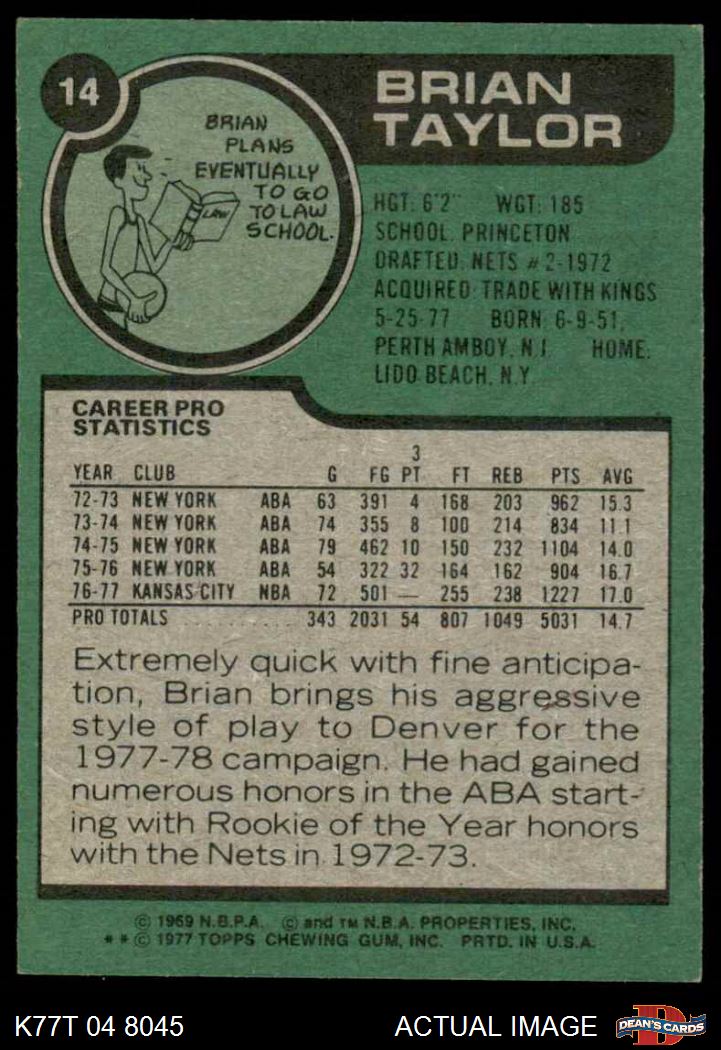 14
BRIAN
TAYLOR
BRIAN
PLANS
EVENTUALLY
TO GO
TO LAW
SCHOOL.
LAW
HGT: 6'2" WGT: 185
SCHOOL: PRINCETON
DRAFTED: NETS #2-1972
ACQUIRED: TRADE WITH KINGS
5-25-77 BORN: 6-9-51,
PERTH AMBOY, N.J. HOME:
LIDO BEACH, N.Y.
CAREER PRO
STATISTICS
3
YEAR CLUB G FG PT FT REB PTS AVG
72-73 NEW YORK ABA 63 391 4 168 203 962 15.3
73-74 NEW YORK ABA 74 355 8 100 214 834 11.1
74-75 NEW YORK ABA 79 462 10 150 232 1104 14.0
75-76 NEW YORK ABA 54 322 32 164 162 904 16.7
76-77 KANSAS CITY NBA 72 501 — 255 238 1227 17.0
PRO TOTALS .......... 343 2031 54 807 1049 5031 14.7
Extremely quick with fine anticipa-
tion, Brian brings his aggressive
style of play to Denver for the
1977-78 campaign. He had gained
numerous honors in the ABA start-
ing with Rookie of the Year honors
with the Nets in 1972-73.
© 1969 N.B.P.A. © and TM N.B.A. PROPERTIES, INC.
**© 1977 TOPPS CHEWING GUM, INC. PRTD. IN U.S.A.
K77T 04 8045 ACTUAL IMAGE D DEAN'S CARDS